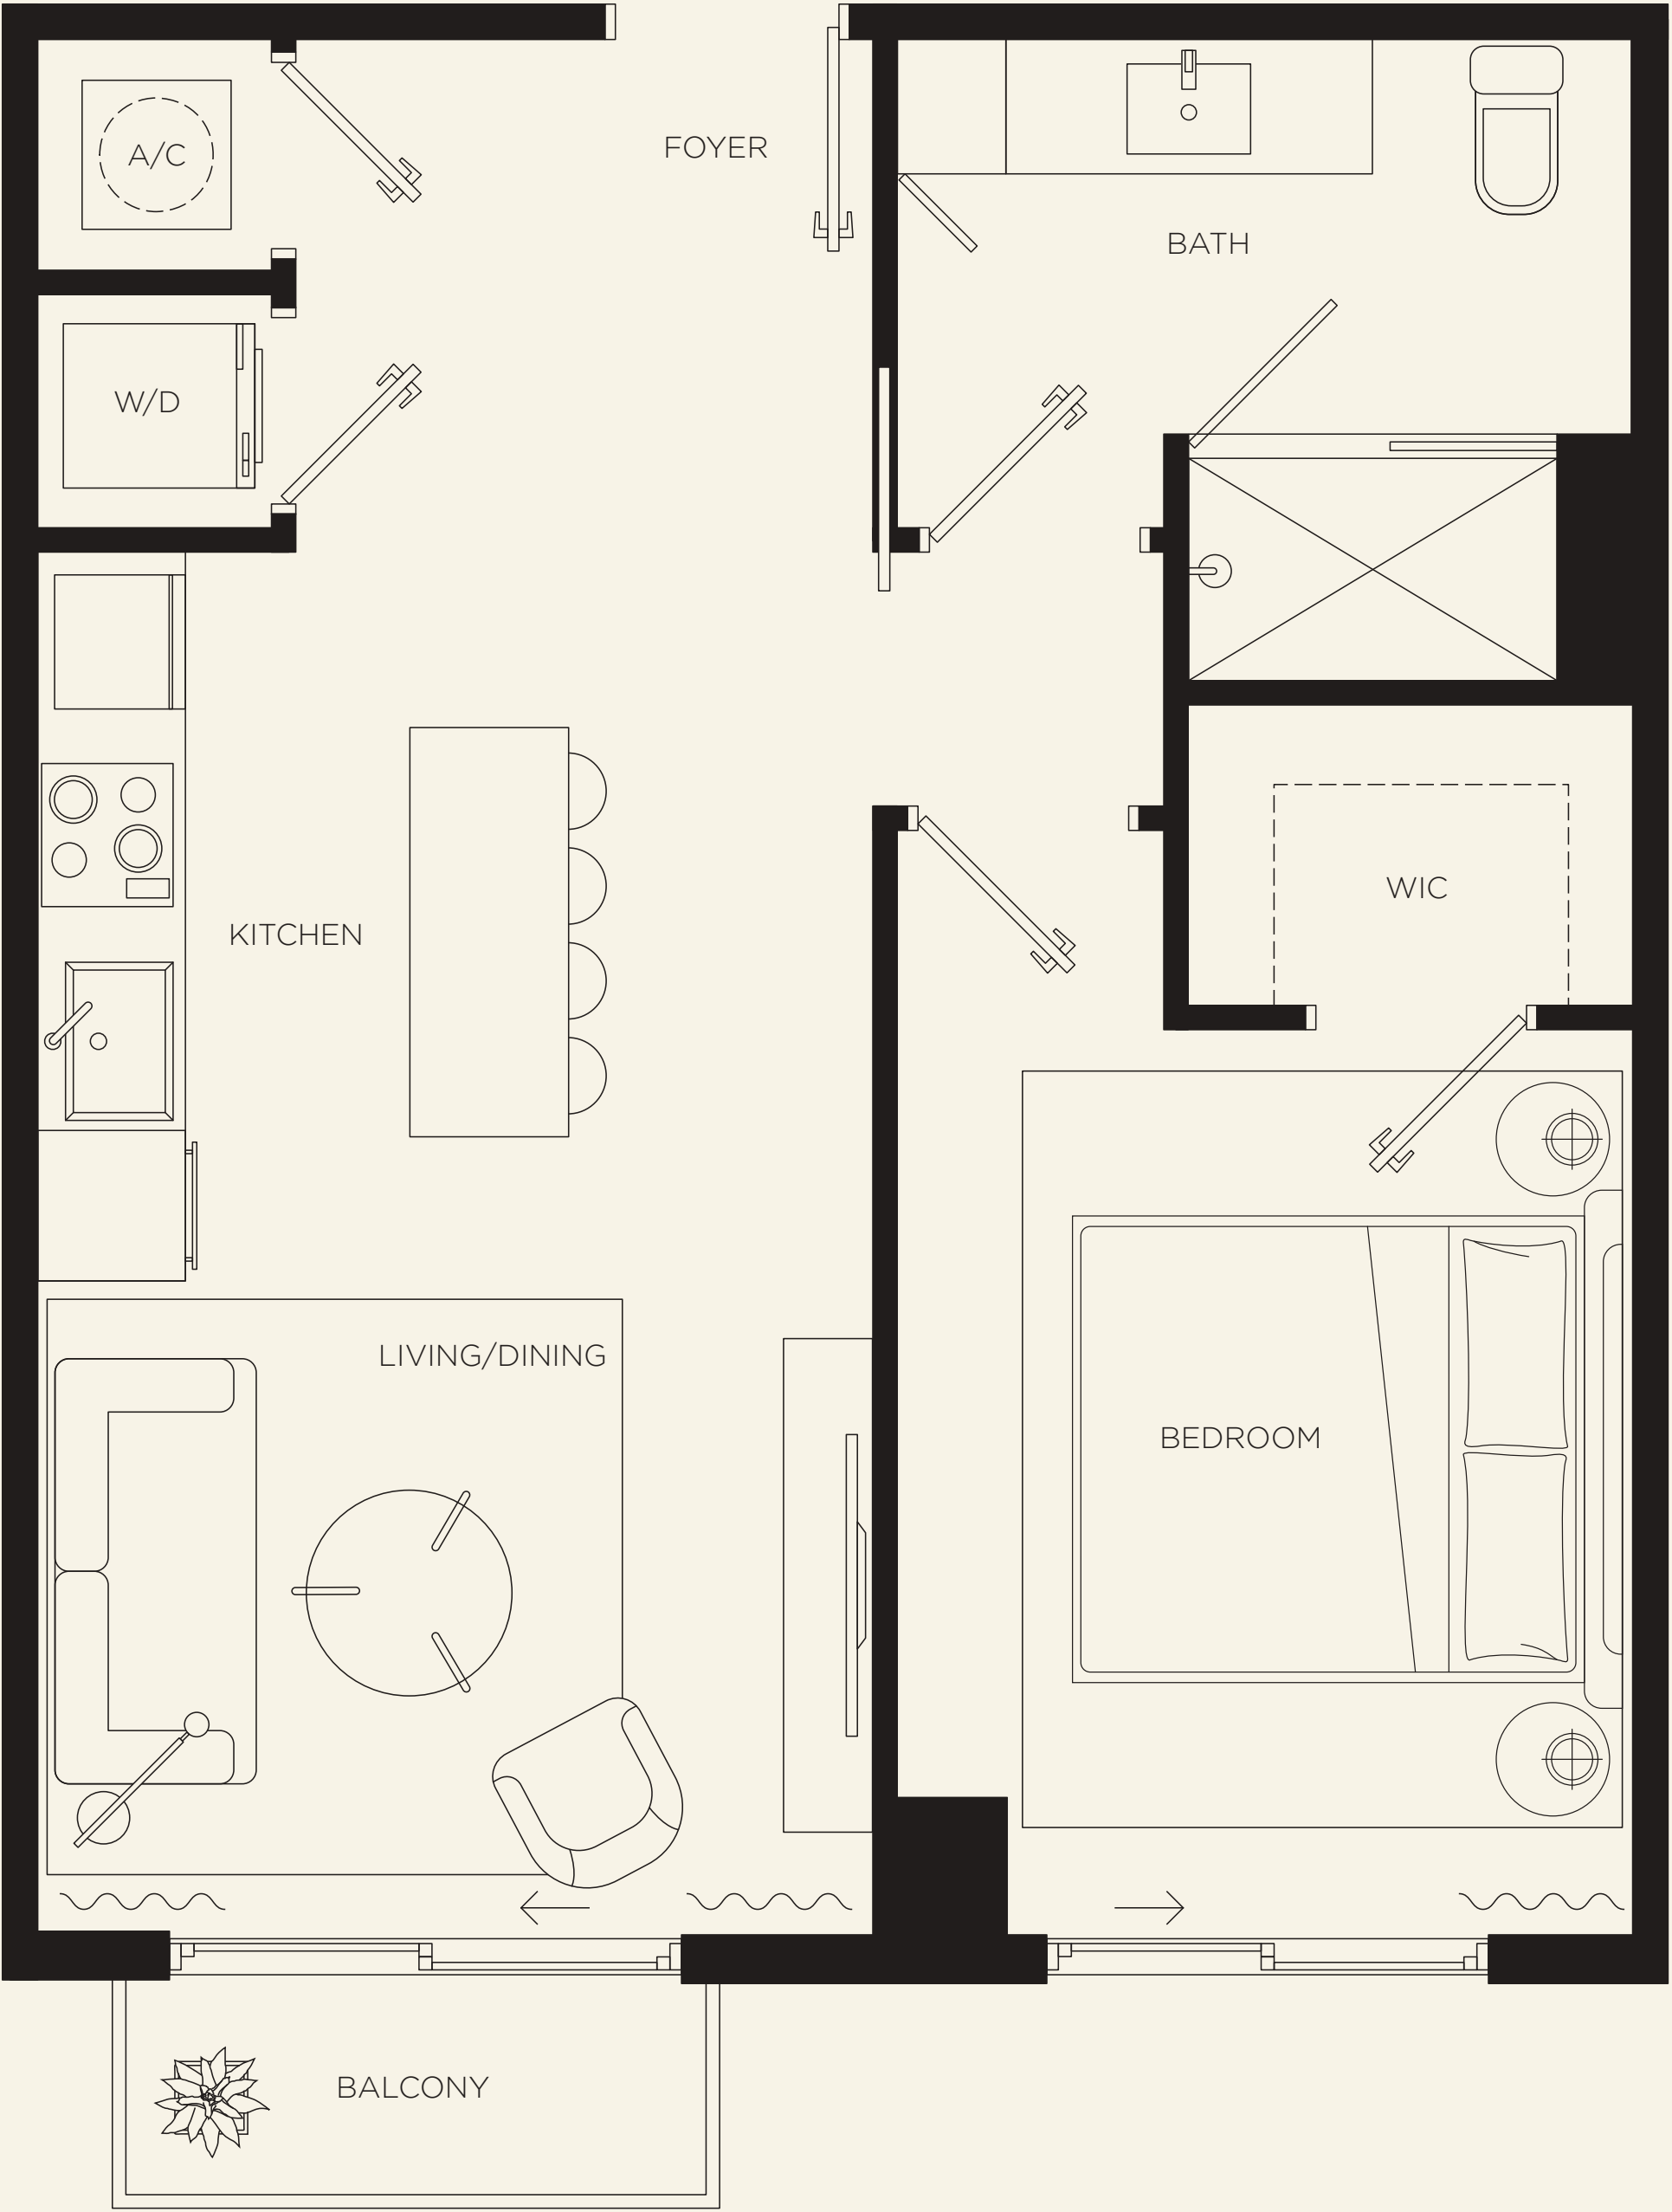 FOYER
A/C
BATH
W/D
WIC
KITCHEN
LIVING/DINING
BEDROOM
BALCONY